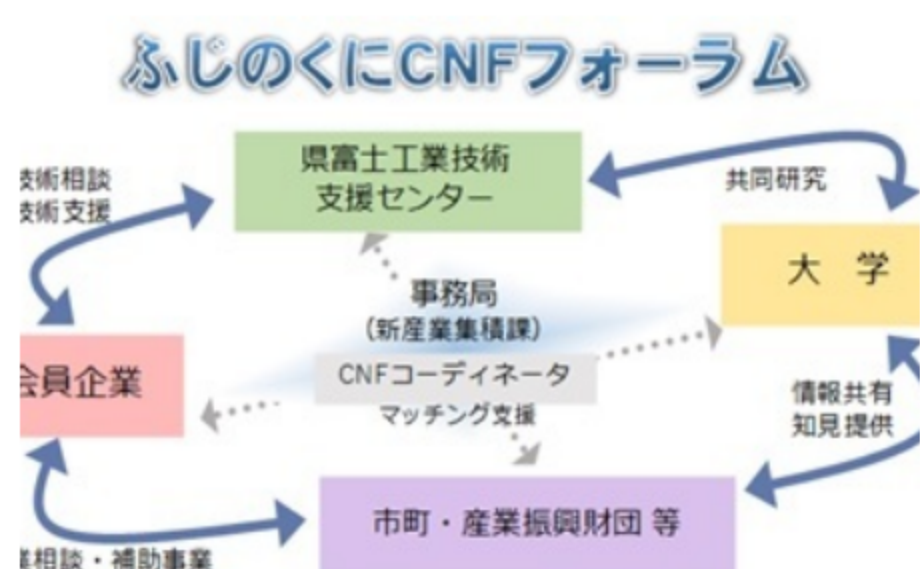 ふじのくにCNFフォーラム
県富士工業技術
支援センター
技術相談
技術支援
共同研究
大 学
事務局
（新産業集積課）
CNFコーディネータ
マッチング支援
会員企業
情報共有
知見提供
市町・産業振興財団 等
相談・補助事業